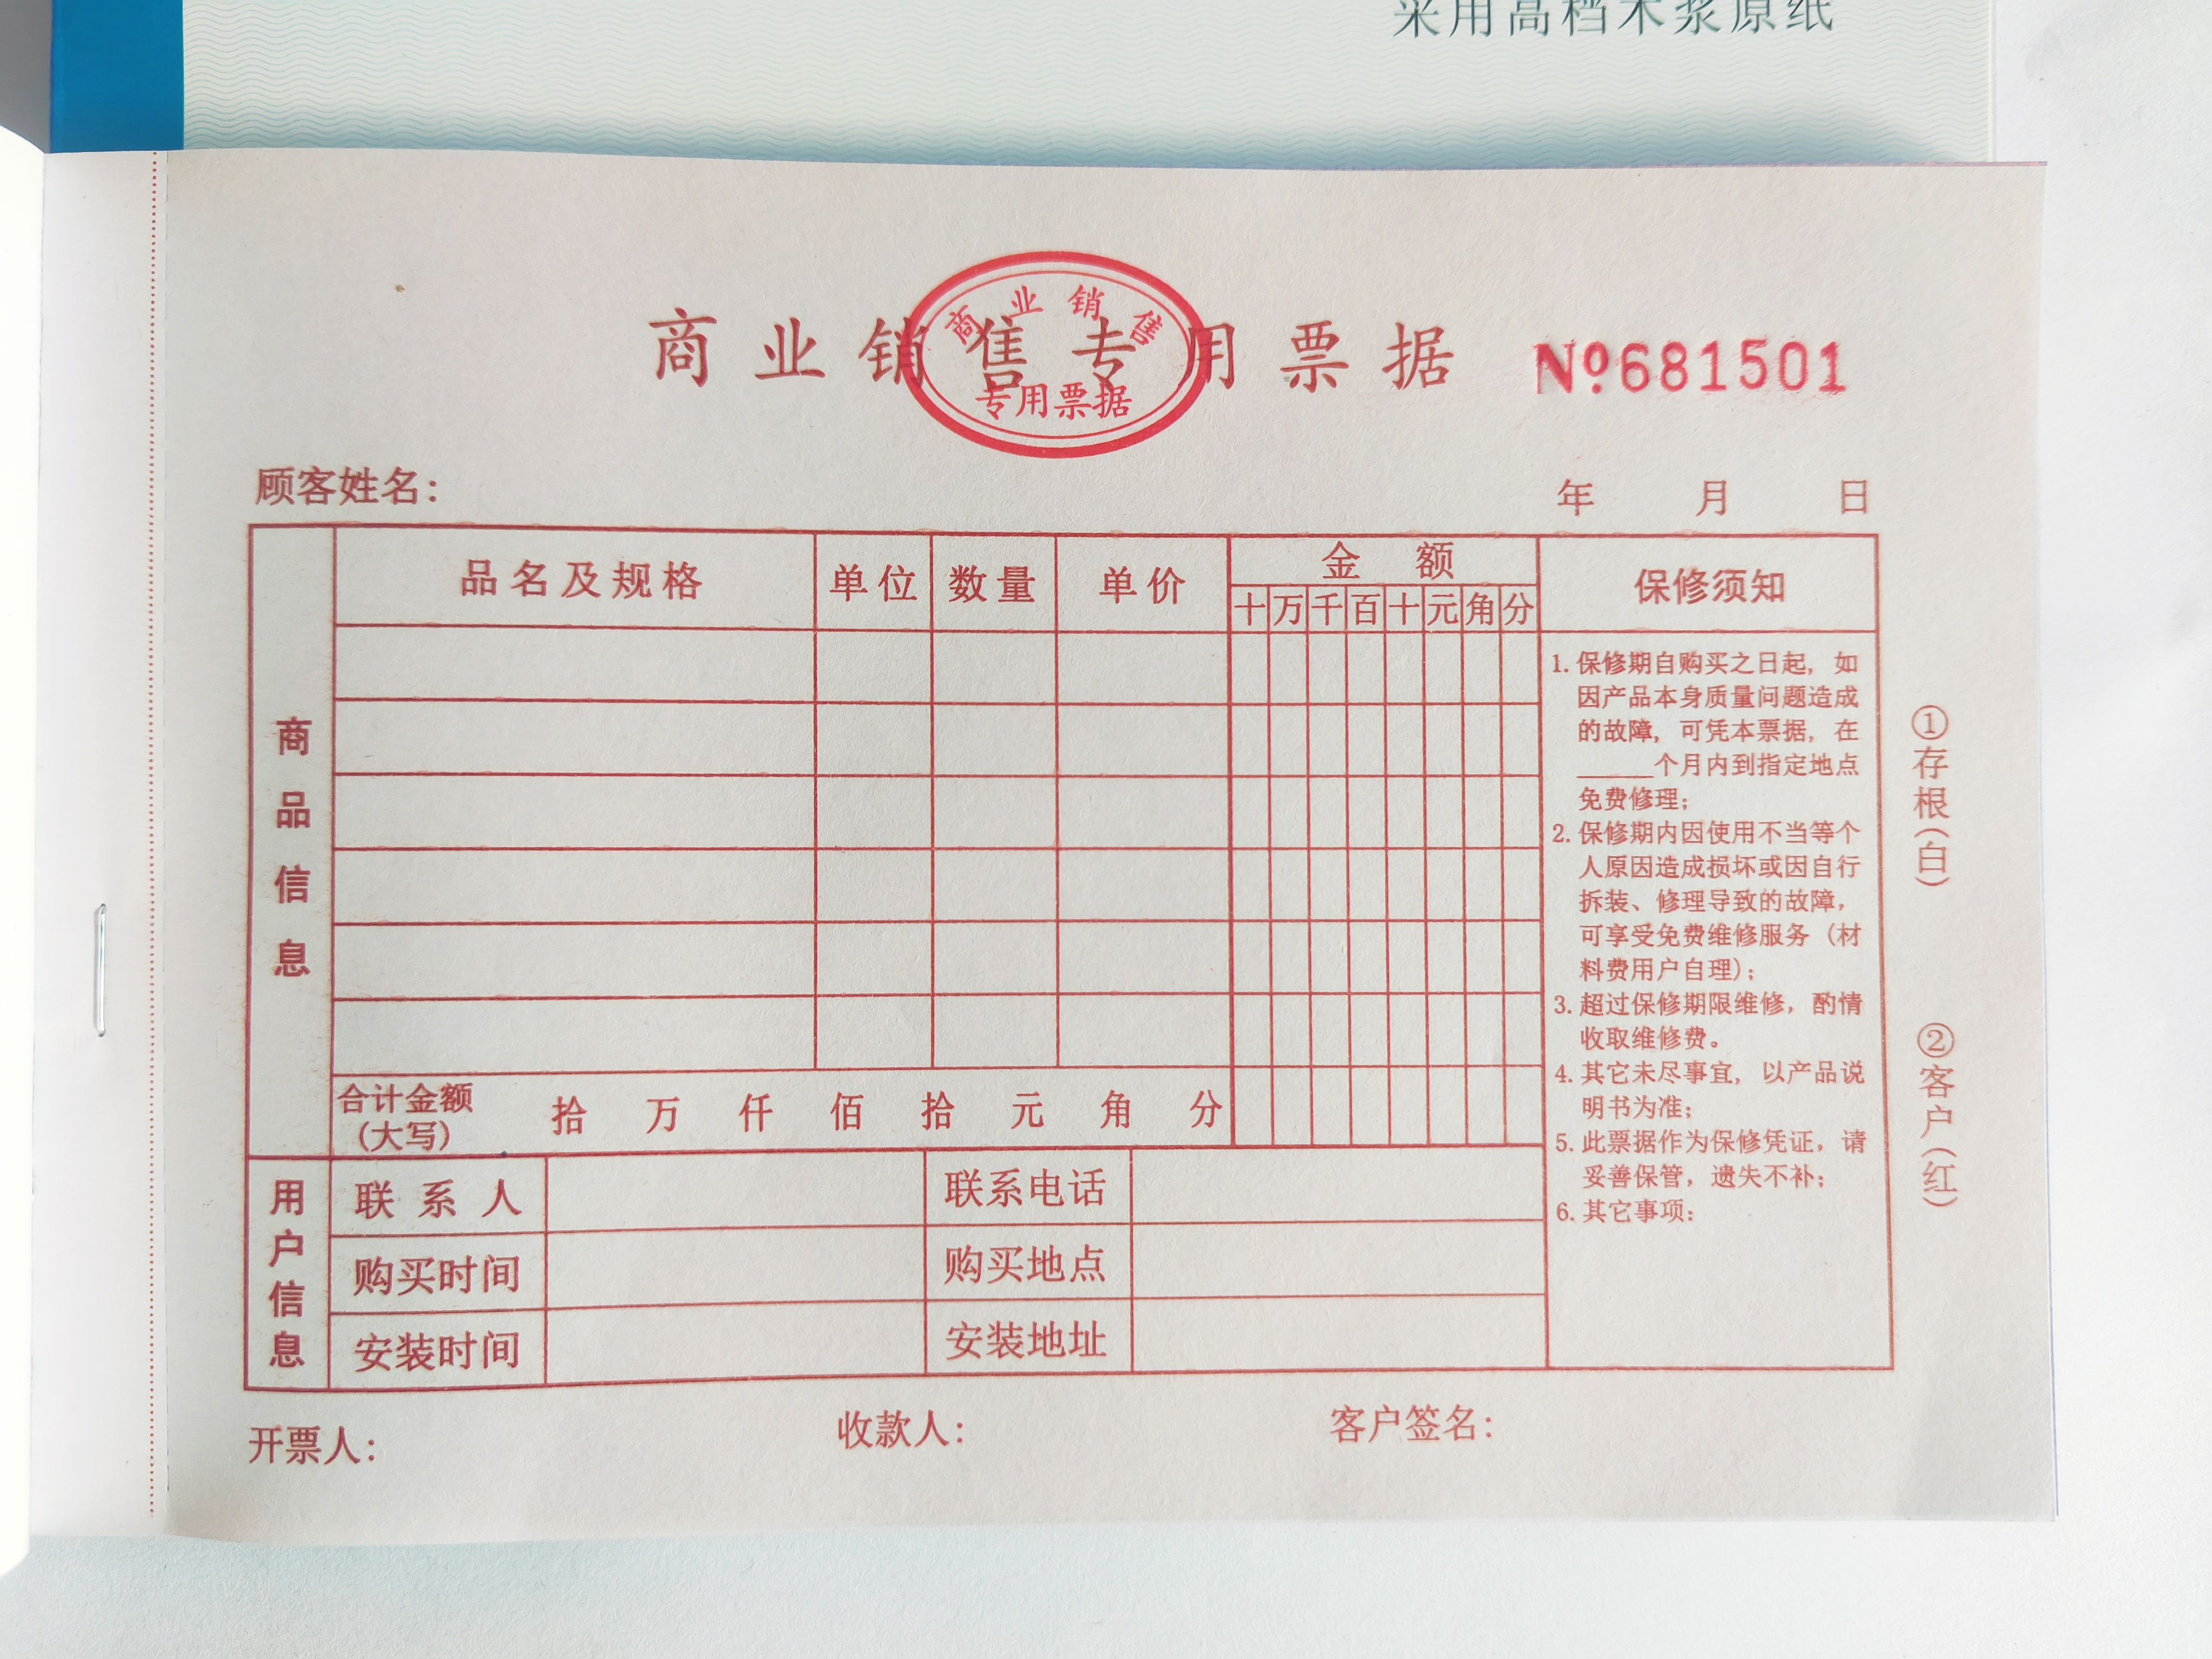 采用高档木浆原纸
商业销售专用票据 №681501
商业销售
专用票据
顾客姓名：
年 月 日
商品信息
品名及规格 单位 数量 单价 金额 保修须知
十 万 千 百 十 元 角 分
1. 保修期自购买之日起，如
因产品本身质量问题造成
的故障，可凭本票据，在
______个月内到指定地点
免费修理；
2. 保修期内因使用不当等个
人原因造成损坏或因自行
拆装、修理导致的故障，
可享受免费维修服务（材
料费用户自理）；
3. 超过保修期限维修，酌情
收取维修费。
4. 其它未尽事宜，以产品说
明书为准；
5. 此票据作为保修凭证，请
妥善保管，遗失不补；
6. 其它事项：
合计金额
（大写） 拾 万 仟 佰 拾 元 角 分
用户信息
联系人 联系电话
购买时间 购买地点
安装时间 安装地址
开票人： 收款人： 客户签名：
①存根（白）
②客户（红）